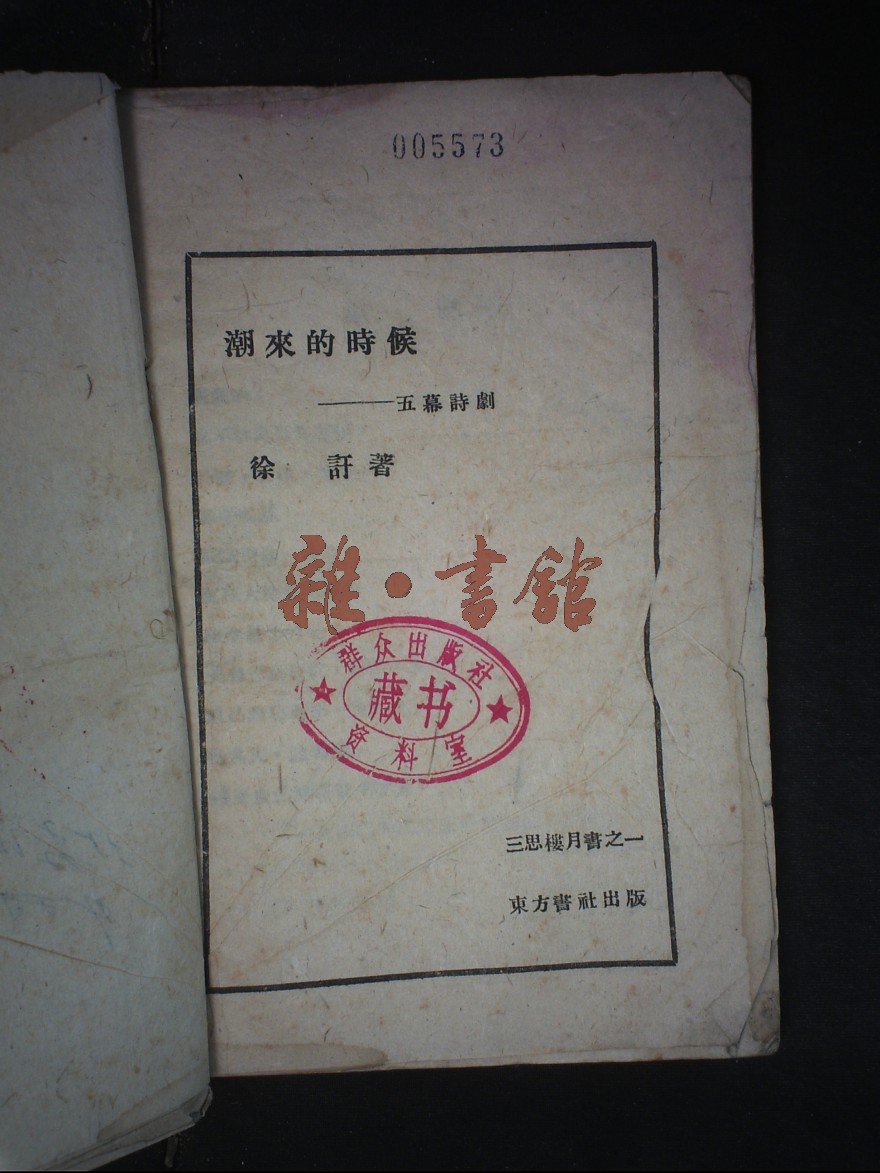 005573
潮來的時候
———五幕詩劇
徐 訏著
雜·書館
群众出版社
藏书
资料室
三思樓月書之一
東方書社出版